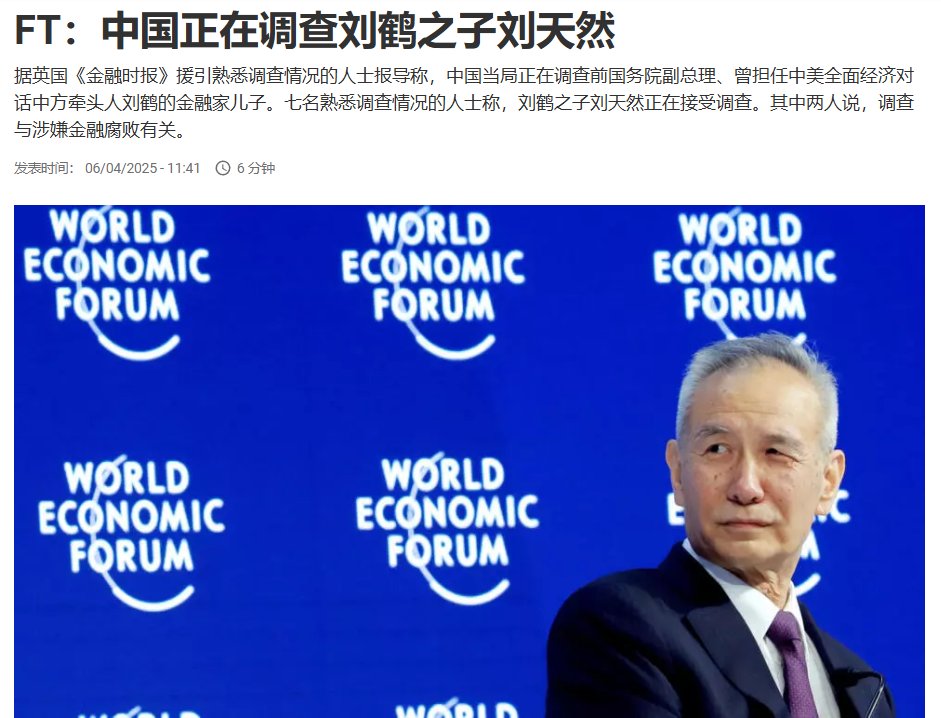 FT：中国正在调查刘鹤之子刘天然
据英国《金融时报》援引熟悉调查情况的人士报导称，中国当局正在调查前国务院副总理、曾担任中美全面经济对
话中方牵头人刘鹤的金融家儿子。七名熟悉调查情况的人士称，刘鹤之子刘天然正在接受调查。其中两人说，调查
与涉嫌金融腐败有关。
发表时间： 06/04/2025 - 11:41 6 分钟
WORLD WORLD WORLD
ECONOMIC ECONOMIC ECONOMIC
FORUM FORUM FORUM
WORLD WORLD
ECONOMIC ECONOMIC
FORUM FORUM
WORLD WORLD